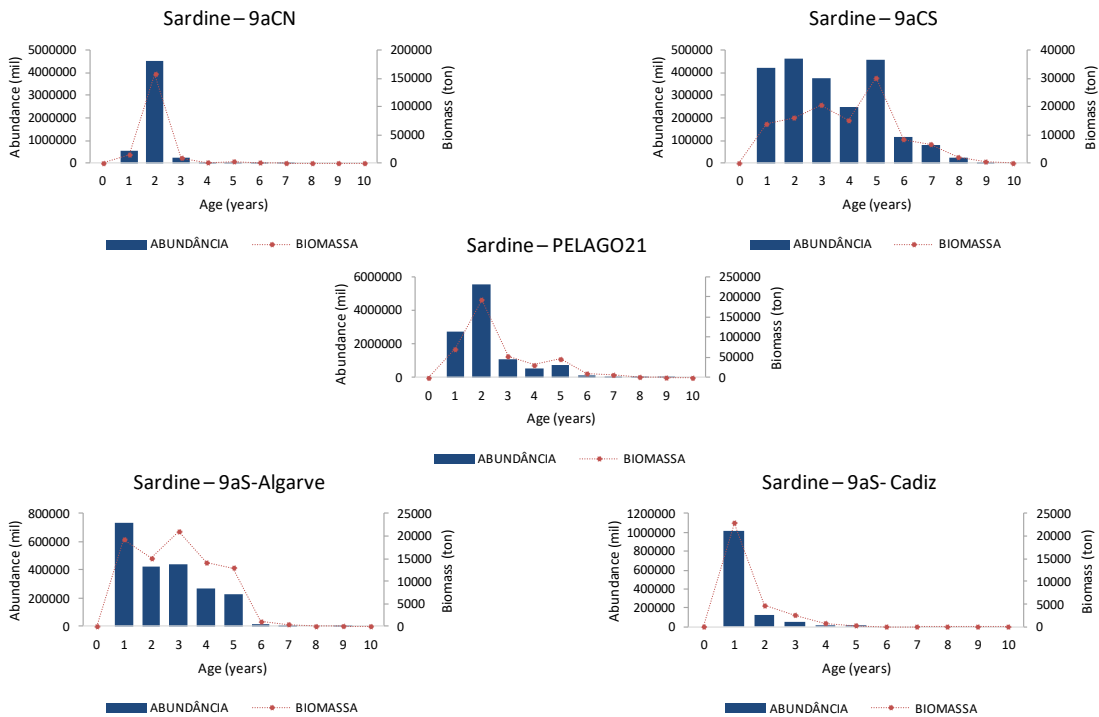 Sardine – 9aCN
Abundance (mil)
5000000
4000000
3000000
2000000
1000000
0
200000
150000
100000
50000
0
Biomass (ton)
0 1 2 3 4 5 6 7 8 9 10
Age (years)
ABUNDÂNCIA BIOMASSA
Sardine – 9aCS
Abundance (mil)
500000
400000
300000
200000
100000
0
40000
30000
20000
10000
0
Biomass (ton)
0 1 2 3 4 5 6 7 8 9 10
Age (years)
ABUNDÂNCIA BIOMASSA
Sardine – PELAGO21
Abundance (mil)
6000000
4000000
2000000
0
250000
200000
150000
100000
50000
0
Biomass (ton)
0 1 2 3 4 5 6 7 8 9 10
Age (years)
ABUNDÂNCIA BIOMASSA
Sardine – 9aS-Algarve
Abundance (mil)
800000
600000
400000
200000
0
25000
20000
15000
10000
5000
0
Biomass (ton)
0 1 2 3 4 5 6 7 8 9 10
Age (years)
ABUNDÂNCIA BIOMASSA
Sardine – 9aS- Cadiz
Abundance (mil)
1200000
1000000
800000
600000
400000
200000
0
25000
20000
15000
10000
5000
0
Biomass (ton)
0 1 2 3 4 5 6 7 8 9 10
Age (years)
ABUNDÂNCIA BIOMASSA